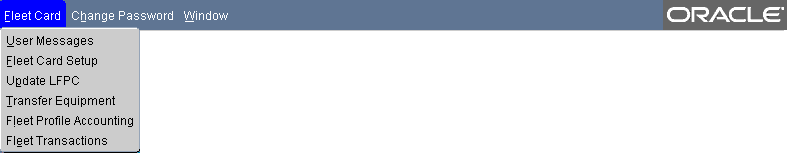 Fleet Card Change Password Window ORACLE
User Messages
Fleet Card Setup
Update LFPC
Transfer Equipment
Fleet Profile Accounting
Fleet Transactions